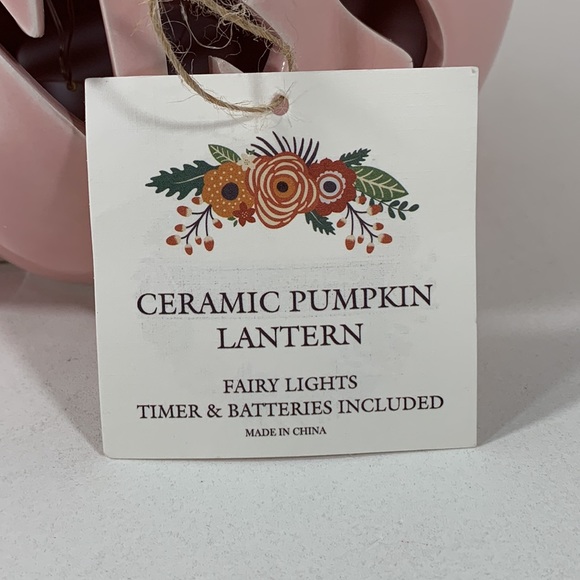 CERAMIC PUMPKIN
LANTERN
FAIRY LIGHTS
TIMER & BATTERIES INCLUDED
MADE IN CHINA